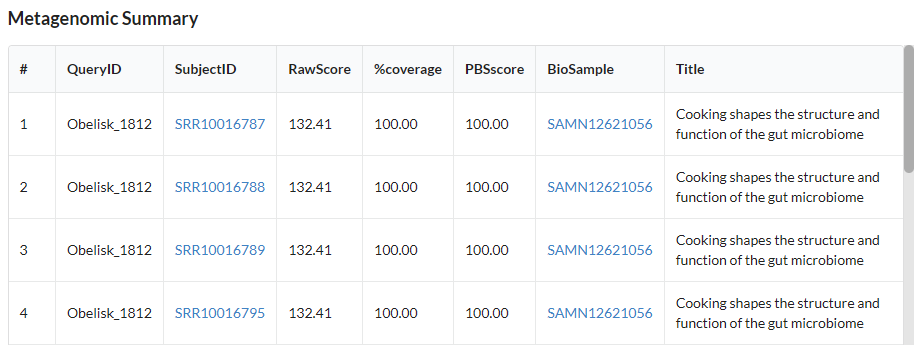 Metagenomic Summary
# QueryID SubjectID RawScore %coverage PBSscore BioSample Title
1 Obelisk_1812 SRR10016787 132.41 100.00 100.00 SAMN12621056 Cooking shapes the structure and
function of the gut microbiome
2 Obelisk_1812 SRR10016788 132.41 100.00 100.00 SAMN12621056 Cooking shapes the structure and
function of the gut microbiome
3 Obelisk_1812 SRR10016789 132.41 100.00 100.00 SAMN12621056 Cooking shapes the structure and
function of the gut microbiome
4 Obelisk_1812 SRR10016795 132.41 100.00 100.00 SAMN12621056 Cooking shapes the structure and
function of the gut microbiome